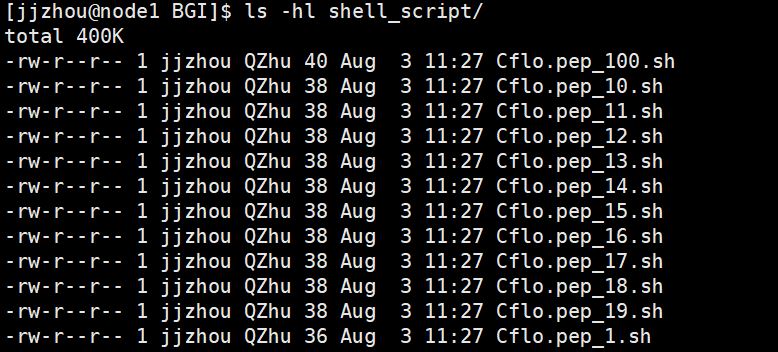 [jjzhou@node1 BGI]$ ls -hl shell_script/
total 400K
-rw-r--r-- 1 jjzhou QZhu 40 Aug  3 11:27 Cflo.pep_100.sh
-rw-r--r-- 1 jjzhou QZhu 38 Aug  3 11:27 Cflo.pep_10.sh
-rw-r--r-- 1 jjzhou QZhu 38 Aug  3 11:27 Cflo.pep_11.sh
-rw-r--r-- 1 jjzhou QZhu 38 Aug  3 11:27 Cflo.pep_12.sh
-rw-r--r-- 1 jjzhou QZhu 38 Aug  3 11:27 Cflo.pep_13.sh
-rw-r--r-- 1 jjzhou QZhu 38 Aug  3 11:27 Cflo.pep_14.sh
-rw-r--r-- 1 jjzhou QZhu 38 Aug  3 11:27 Cflo.pep_15.sh
-rw-r--r-- 1 jjzhou QZhu 38 Aug  3 11:27 Cflo.pep_16.sh
-rw-r--r-- 1 jjzhou QZhu 38 Aug  3 11:27 Cflo.pep_17.sh
-rw-r--r-- 1 jjzhou QZhu 38 Aug  3 11:27 Cflo.pep_18.sh
-rw-r--r-- 1 jjzhou QZhu 38 Aug  3 11:27 Cflo.pep_19.sh
-rw-r--r-- 1 jjzhou QZhu 36 Aug  3 11:27 Cflo.pep_1.sh